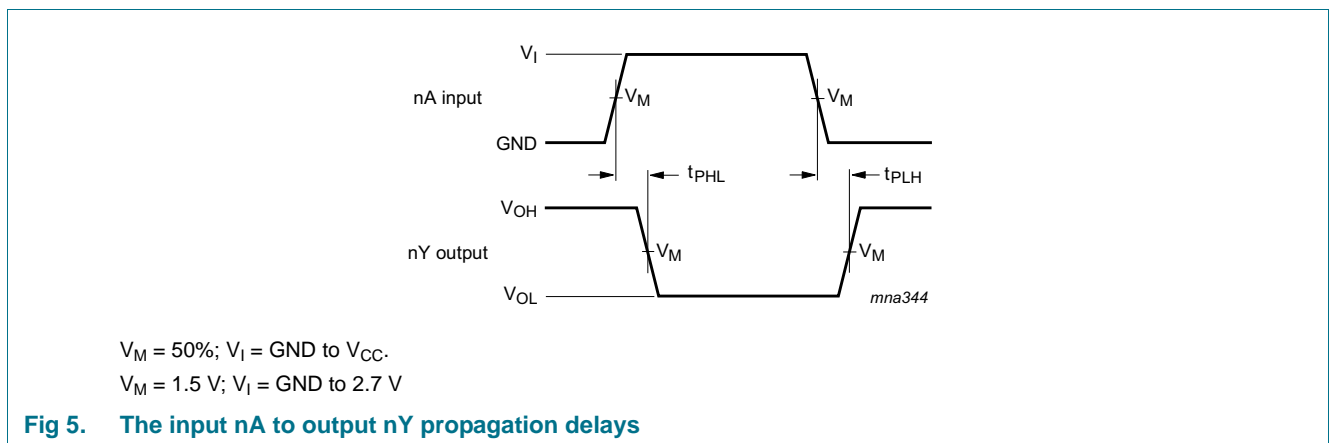 V_I
nA input
V_M
V_M
GND
t_PHL
t_PLH
V_OH
nY output
V_M
V_M
V_OL
mna344
V_M = 50%; V_I = GND to V_CC.
V_M = 1.5 V; V_I = GND to 2.7 V
Fig 5. The input nA to output nY propagation delays